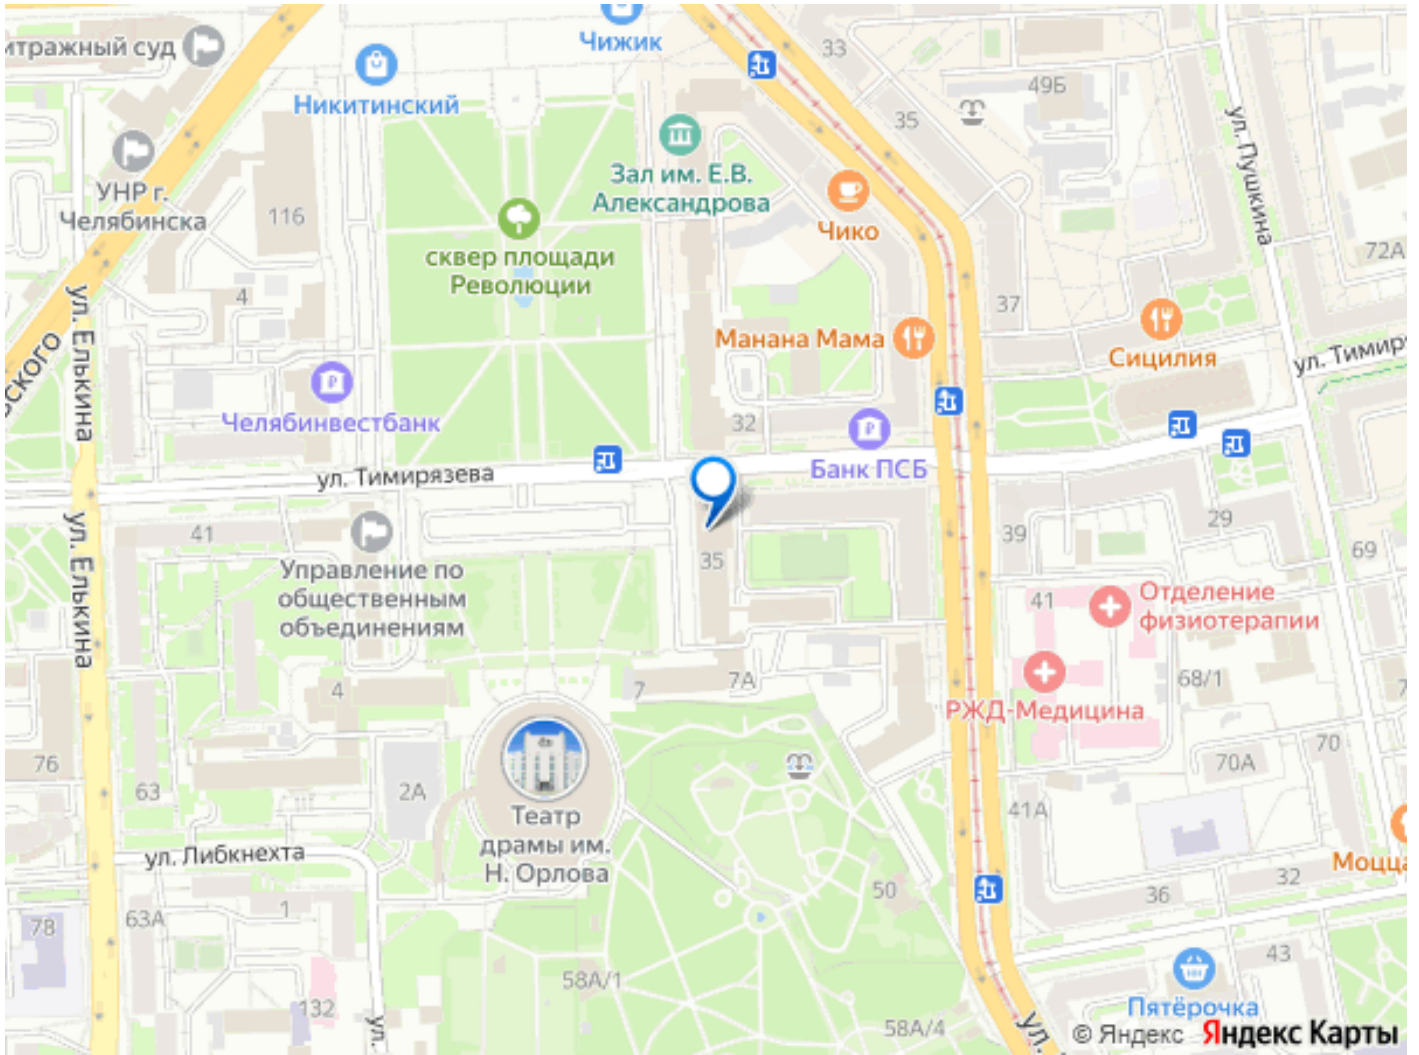 Чижик
итражный суд
33
Никитинский
49Б
35
ул. Пушкина
УНР г.
Челябинска
116
Зал им. Е.В.
Александрова
Чико
сквер площади
Революции
72А
4
37
ул. Елькина
ского
Манана Мама
Сицилия
ул. Тимир
Челябинвестбанк
32
Банк ПСБ
ул. Тимирязева
41
ул. Елькина
Управление по
общественным
объединениям
35
39
29
69
41
Отделение
физиотерапии
4
7
7А
68/1
РЖД-Медицина
76
63
2А
Театр
драмы им.
Н. Орлова
70А
70
7
41А
ул. Либкнехта
Моцца
50
36
32
78
63А
1
43
58А/1
132
58А/4
Пятёрочка
ул.
ул.
© Яндекс Яндекс Карты